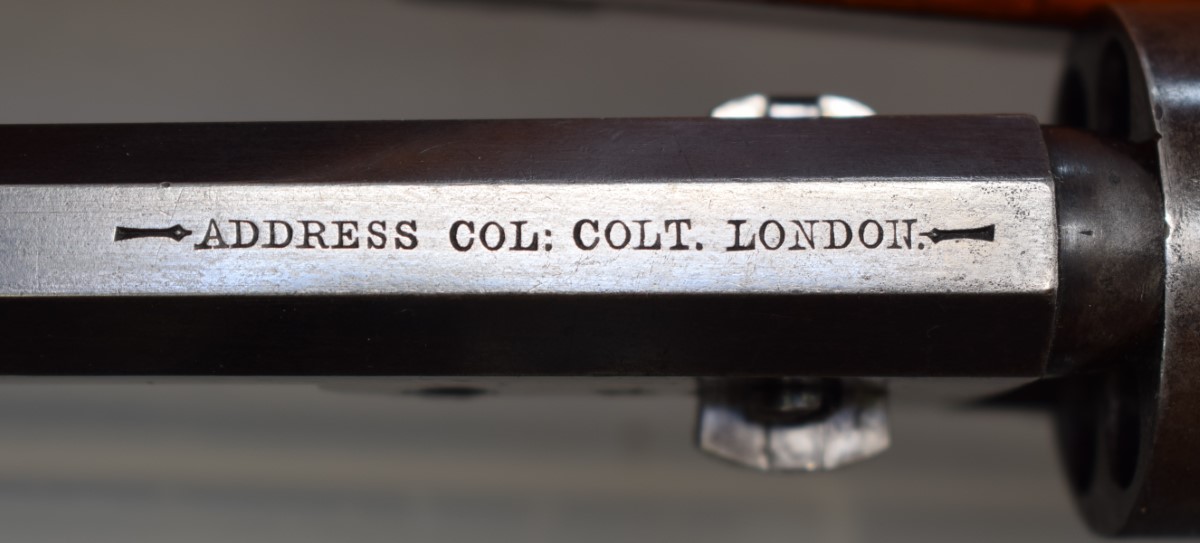 ADDRESS COL: COLT. LONDON.